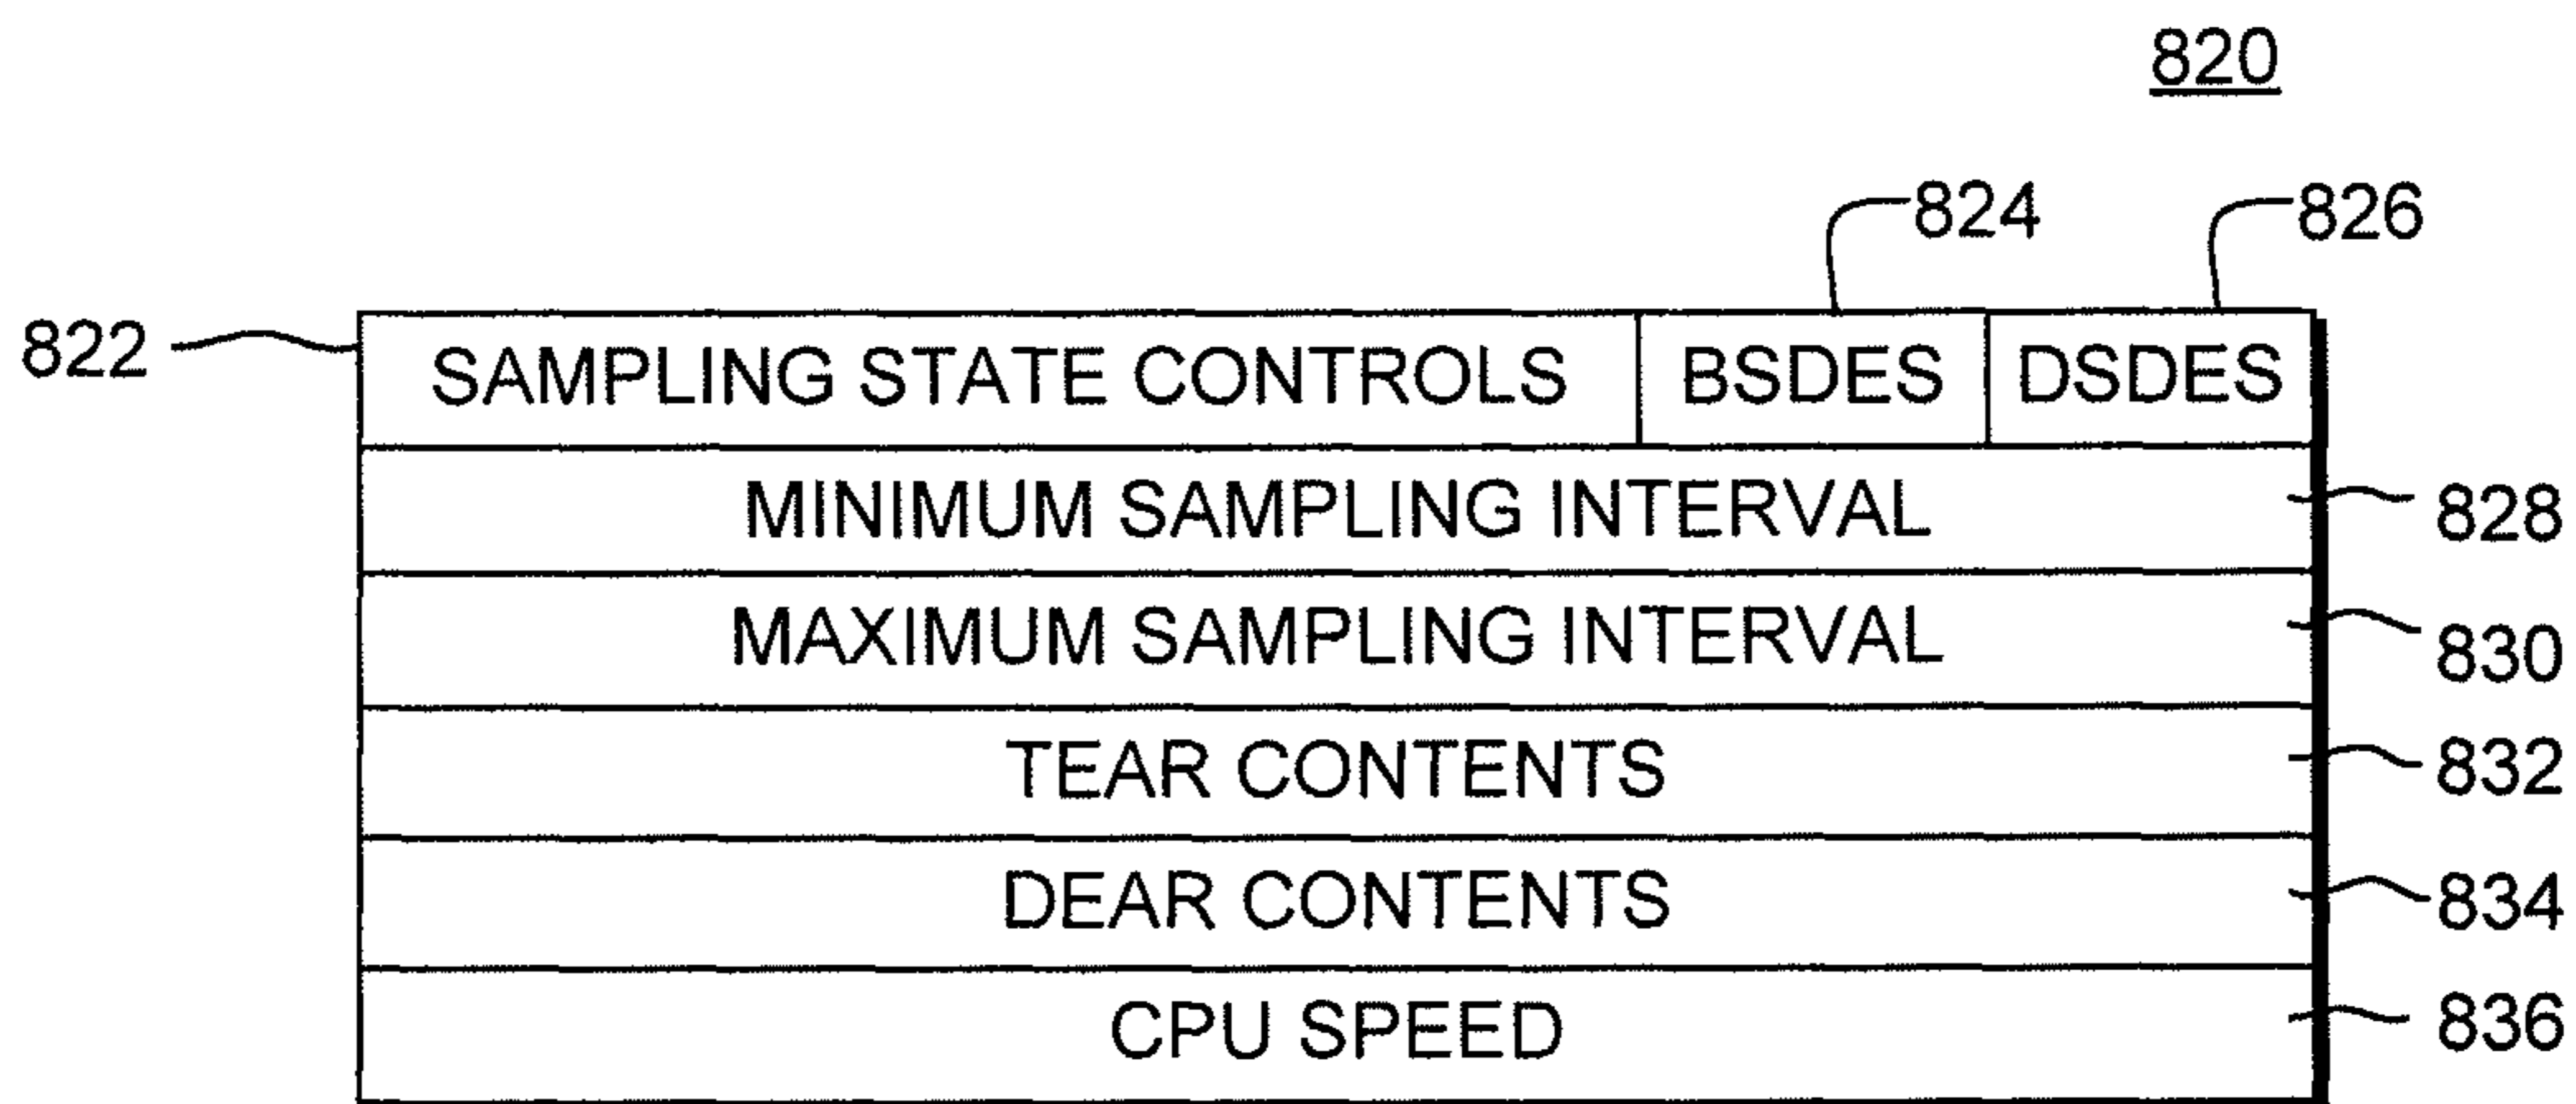 820
824 826
822 SAMPLING STATE CONTROLS BSDES DSDES
MINIMUM SAMPLING INTERVAL 828
MAXIMUM SAMPLING INTERVAL 830
TEAR CONTENTS 832
DEAR CONTENTS 834
CPU SPEED 836